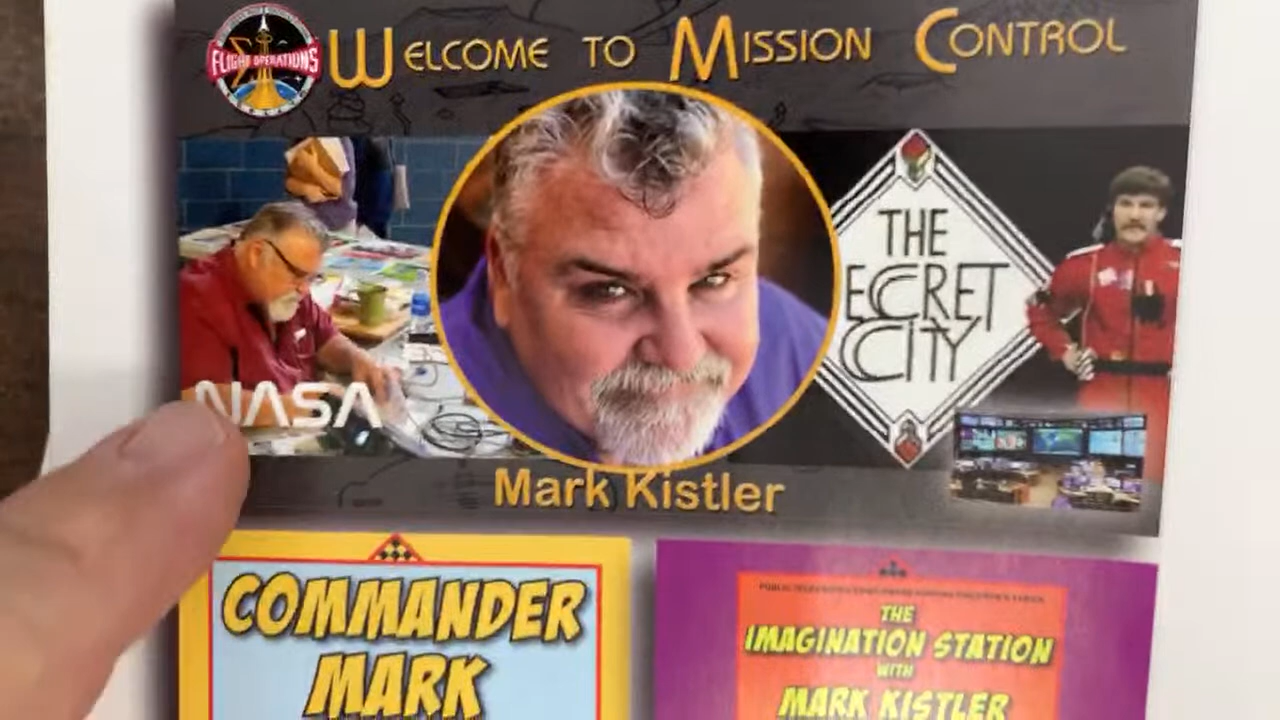 FLIGHT OPERATIONS
WELCOME TO MISSION CONTROL
THE
SECRET
CITY
NASA
Mark Kistler
COMMANDER
MARK
THE
IMAGINATION STATION
WITH
MARK KISTLER